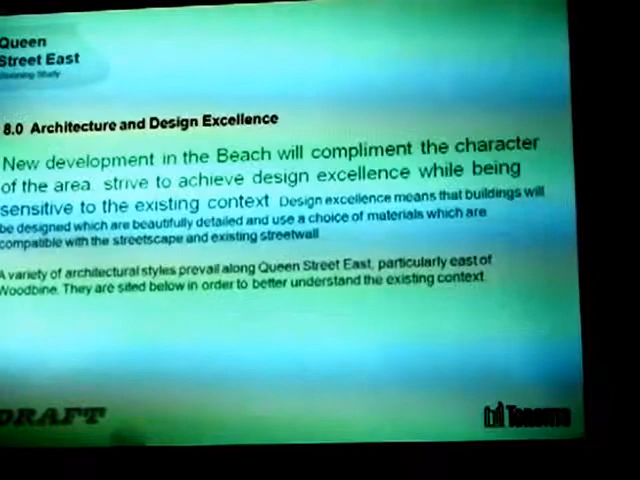 Queen
Street East
Planning Study
8.0 Architecture and Design Excellence
New development in the Beach will compliment the character
of the area strive to achieve design excellence while being
sensitive to the existing context Design excellence means that buildings will
be designed which are beautifully detailed and use a choice of materials which are
compatible with the streetscape and existing streetwall
A variety of architectural styles prevail along Queen Street East, particularly east of
Woodbine. They are sited below in order to better understand the existing context.
DRAFT
Toronto